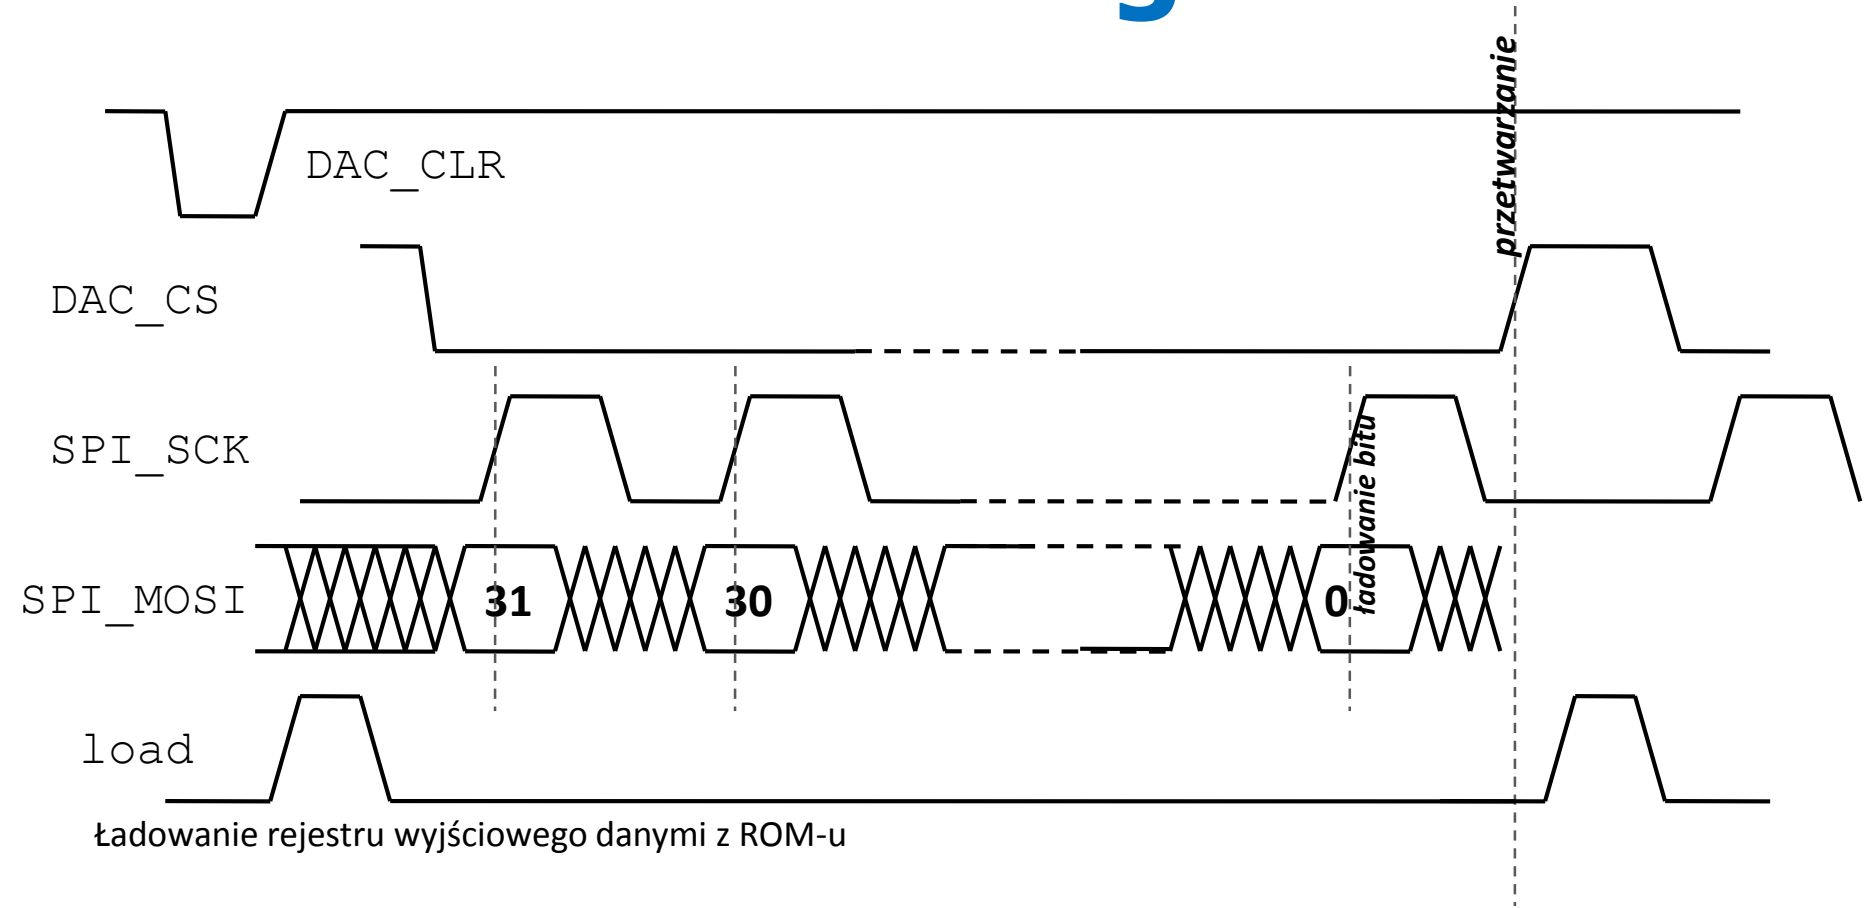 g
przetwarzanie
DAC_CLR
DAC_CS
SPI_SCK
ładowanie bitu
SPI_MOSI
31
30
0
load
Ładowanie rejestru wyjściowego danymi z ROM-u